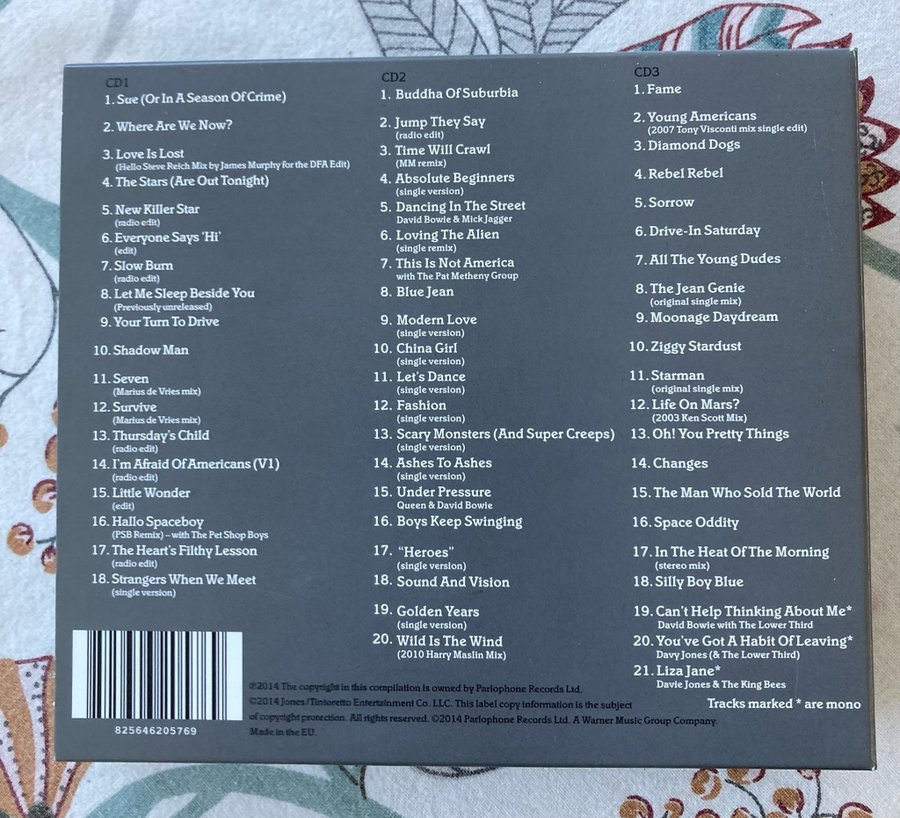 CD1
1. Sue (Or In A Season Of Crime)
2. Where Are We Now?
3. Love Is Lost
(Hello Steve Reich Mix by James Murphy for the DFA Edit)
4. The Stars (Are Out Tonight)
5. New Killer Star
(radio edit)
6. Everyone Says ‘Hi’
(edit)
7. Slow Burn
(radio edit)
8. Let Me Sleep Beside You
(Previously unreleased)
9. Your Turn To Drive
10. Shadow Man
11. Seven
(Marius de Vries mix)
12. Survive
(Marius de Vries mix)
13. Thursday's Child
(radio edit)
14. I'm Afraid Of Americans (V1)
(radio edit)
15. Little Wonder
(edit)
16. Hallo Spaceboy
(PSB Remix) – with The Pet Shop Boys
17. The Heart's Filthy Lesson
(radio edit)
18. Strangers When We Meet
(single version)
CD2
1. Buddha Of Suburbia
2. Jump They Say
(radio edit)
3. Time Will Crawl
(MM remix)
4. Absolute Beginners
(single version)
5. Dancing In The Street
David Bowie & Mick Jagger
6. Loving The Alien
(single remix)
7. This Is Not America
with The Pat Metheny Group
8. Blue Jean
9. Modern Love
(single version)
10. China Girl
(single version)
11. Let's Dance
(single version)
12. Fashion
(single version)
13. Scary Monsters (And Super Creeps)
(single version)
14. Ashes To Ashes
(single version)
15. Under Pressure
Queen & David Bowie
16. Boys Keep Swinging
17. “Heroes”
(single version)
18. Sound And Vision
19. Golden Years
(single version)
20. Wild Is The Wind
(2010 Harry Maslin Mix)
CD3
1. Fame
2. Young Americans
(2007 Tony Visconti mix single edit)
3. Diamond Dogs
4. Rebel Rebel
5. Sorrow
6. Drive-In Saturday
7. All The Young Dudes
8. The Jean Genie
(original single mix)
9. Moonage Daydream
10. Ziggy Stardust
11. Starman
(original single mix)
12. Life On Mars?
(2003 Ken Scott Mix)
13. Oh! You Pretty Things
14. Changes
15. The Man Who Sold The World
16. Space Oddity
17. In The Heat Of The Morning
(stereo mix)
18. Silly Boy Blue
19. Can't Help Thinking About Me*
David Bowie with The Lower Third
20. You've Got A Habit Of Leaving*
Davy Jones (& The Lower Third)
21. Liza Jane*
Davie Jones & The King Bees
Tracks marked * are mono
℗2014 The copyright in this compilation is owned by Parlophone Records Ltd.
©2014 Jones/Tintoretto Entertainment Co. LLC. This label copy information is the subject
of copyright protection. All rights reserved. ©2014 Parlophone Records Ltd. A Warner Music Group Company.
Made in the EU.
825646205769